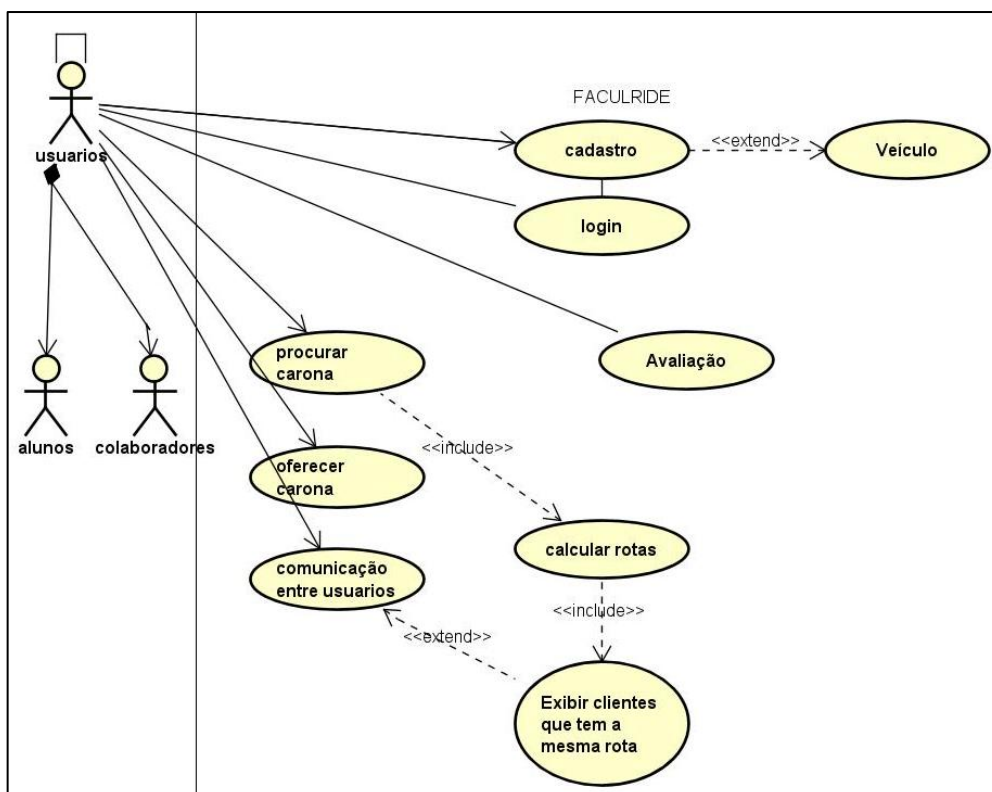 FACULRIDE
usuarios
cadastro
<<extend>>
Veículo
login
procurar
carona
Avaliação
alunos
colaboradores
<<include>>
oferecer
carona
calcular rotas
comunicação
entre usuarios
<<include>>
<<extend>>
Exibir clientes
que tem a
mesma rota